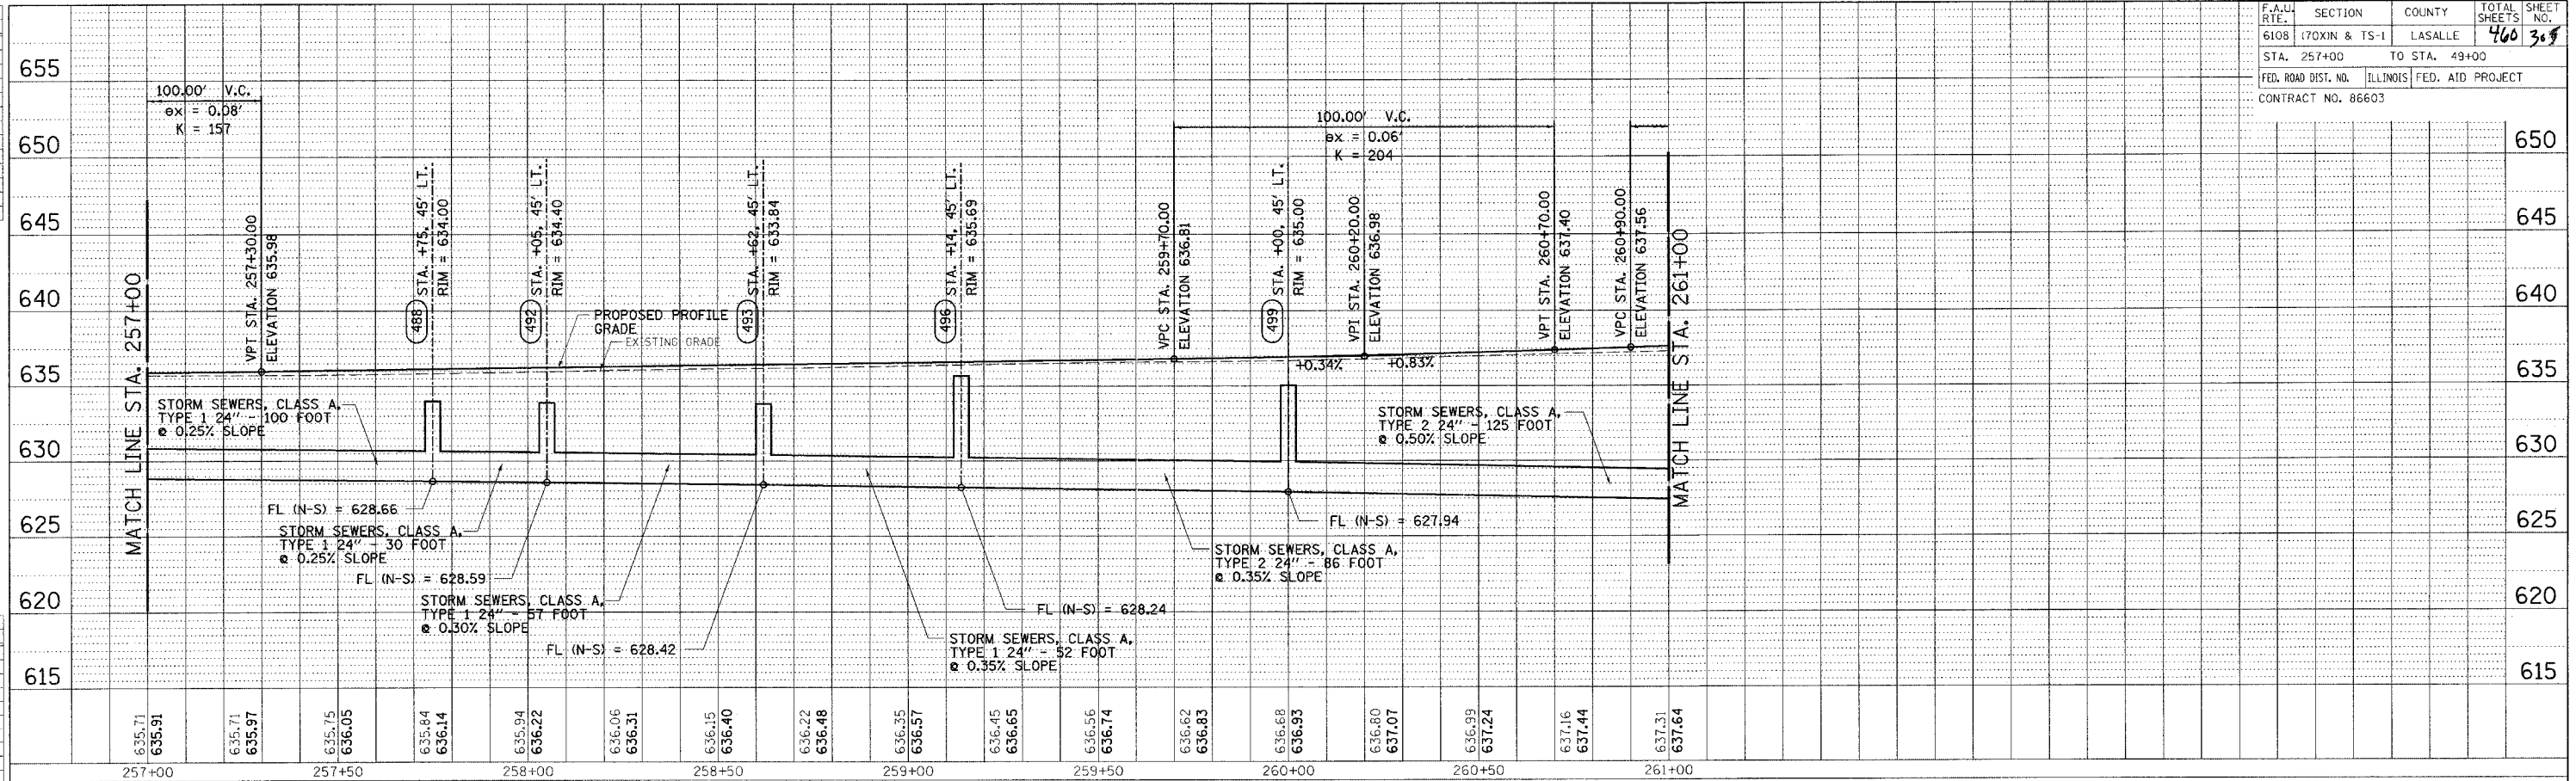 F.A.U. RTE. SECTION COUNTY TOTAL SHEETS SHEET NO.
6108 (70X)N & TS-1 LASALLE 460 305
STA. 257+00 TO STA. 49+00
FED. ROAD DIST. NO. ILLINOIS FED. AID PROJECT
CONTRACT NO. 86603
655
650
645
640
635
630
625
620
615
650
645
640
635
630
625
620
615
MATCH LINE STA. 257+00
100.00' V.C.
ex = 0.08'
K = 157
VPT STA. 257+30.00
ELEVATION 635.98
488
STA. +75, 45' LT.
RIM = 634.00
492
STA. +05, 45' LT.
RIM = 634.40
PROPOSED PROFILE
GRADE
EXISTING GRADE
493
STA. +62, 45' LT.
RIM = 633.84
496
STA. +14, 45' LT.
RIM = 635.69
100.00' V.C.
ex = 0.06'
K = 204
VPC STA. 259+70.00
ELEVATION 636.81
499
STA. +00, 45' LT.
RIM = 635.00
VPI STA. 260+20.00
ELEVATION 636.98
+0.34%
+0.83%
VPT STA. 260+70.00
ELEVATION 637.40
VPC STA. 260+90.00
ELEVATION 637.56
MATCH LINE STA. 261+00
STORM SEWERS, CLASS A,
TYPE 1 24" - 100 FOOT
@ 0.25% SLOPE
FL (N-S) = 628.66
STORM SEWERS, CLASS A,
TYPE 1 24" - 30 FOOT
@ 0.25% SLOPE
FL (N-S) = 628.59
STORM SEWERS, CLASS A,
TYPE 1 24" - 57 FOOT
@ 0.30% SLOPE
FL (N-S) = 628.42
STORM SEWERS, CLASS A,
TYPE 1 24" - 52 FOOT
@ 0.35% SLOPE
FL (N-S) = 628.24
STORM SEWERS, CLASS A,
TYPE 2 24" - 86 FOOT
@ 0.35% SLOPE
FL (N-S) = 627.94
STORM SEWERS, CLASS A,
TYPE 2 24" - 125 FOOT
@ 0.50% SLOPE
635.71
635.91
635.71
635.97
635.75
636.05
635.84
636.14
635.94
636.22
636.06
636.31
636.15
636.40
636.22
636.48
636.35
636.57
636.45
636.65
636.56
636.74
636.62
636.83
636.68
636.93
636.80
637.07
636.99
637.24
637.16
637.44
637.31
637.64
257+00 257+50 258+00 258+50 259+00 259+50 260+00 260+50 261+00